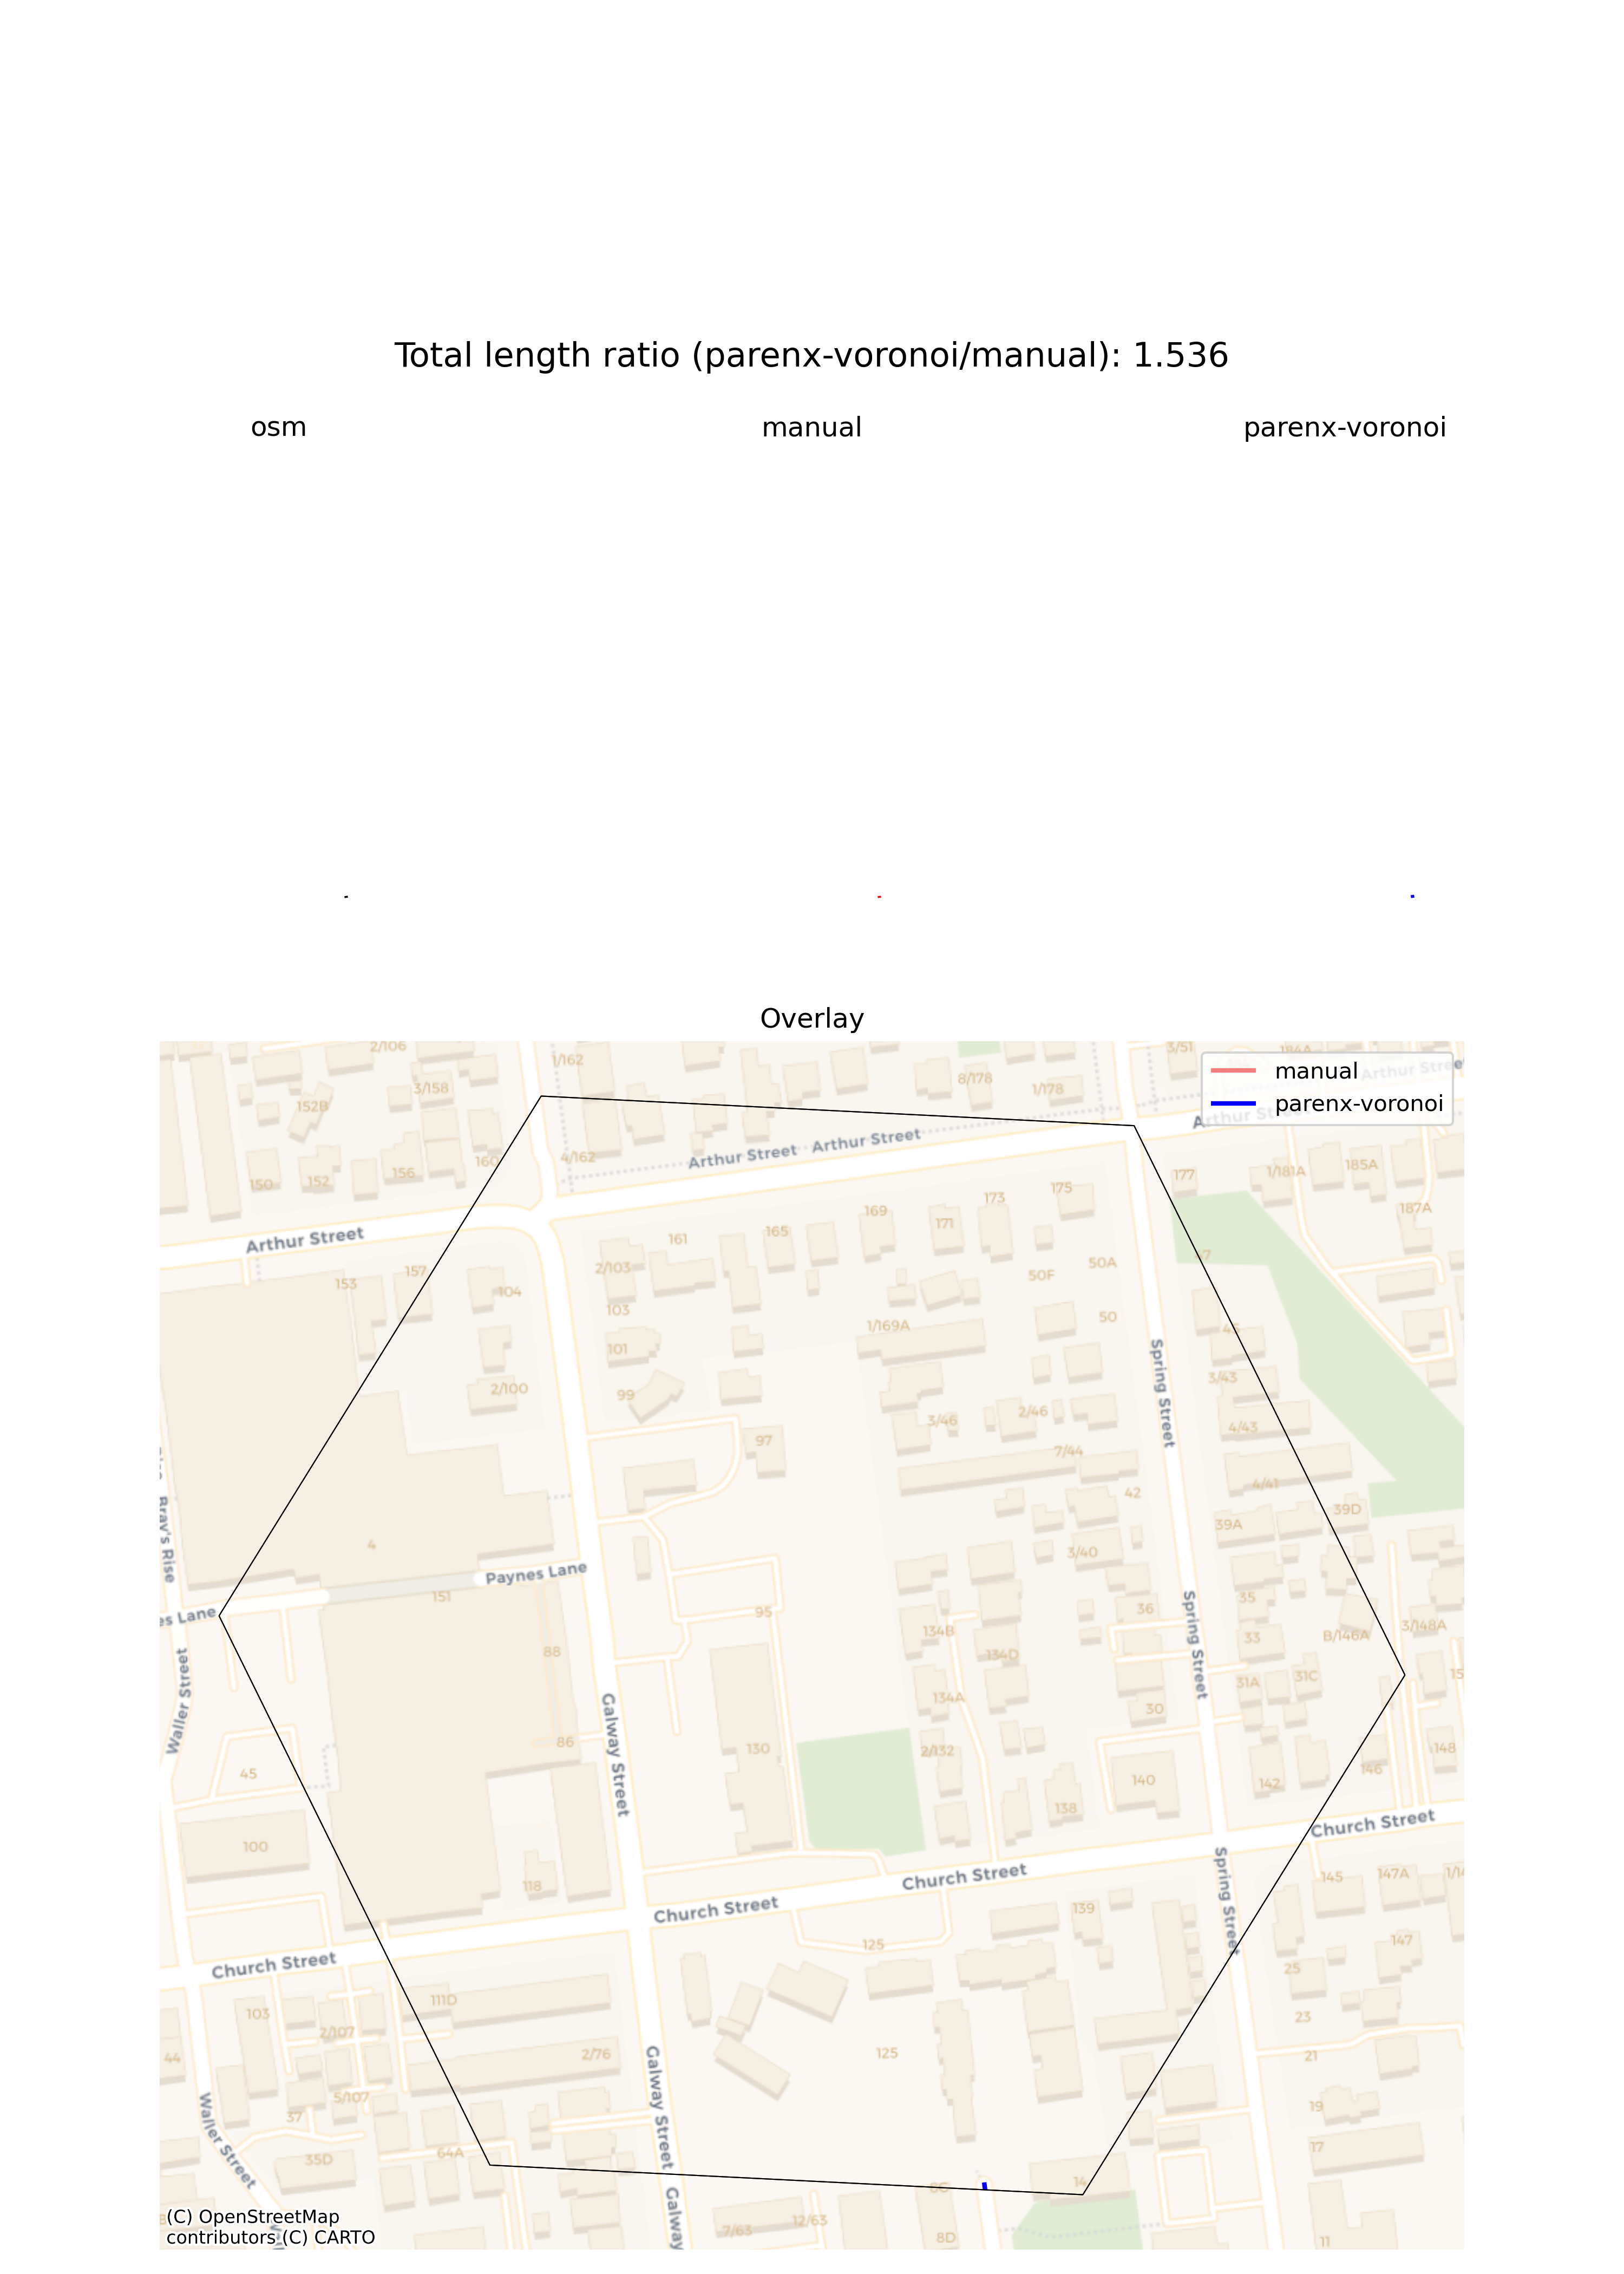 Total length ratio (parenx-voronoi/manual): 1.536
osm
manual
parenx-voronoi
Overlay
manual
parenx-voronoi
2/106
1/162
3/51
184A
Arthur Street
3/158
8/178
1/178
152B
Arthur Street
160
4/162
Arthur Street
Arthur Street
150
152
156
177
1/181A
185A
175
173
187A
169
171
165
161
Arthur Street
47
157
153
2/103
50A
50F
104
103
50
1/169A
45
101
Spring Street
2/100
99
3/43
3/46
2/46
4/43
97
7/44
4/41
42
39D
Bray's Rise
39A
4
3/40
Paynes Lane
151
95
36
35
es Lane
134B
3/148A
Spring Street
33
B/146A
88
134D
Waller Street
31A
31C
134A
Galway Street
30
86
130
2/132
148
45
146
140
142
138
Church Street
100
145
147A
Church Street
Spring Street
118
Church Street
139
147
125
Church Street
25
111D
103
23
2/107
44
2/76
125
21
Galway Street
5/107
19
37
Waller Street
17
64A
35D
14
8G
Galway
7/63
12/63
8D
11
(C) OpenStreetMap
contributors (C) CARTO